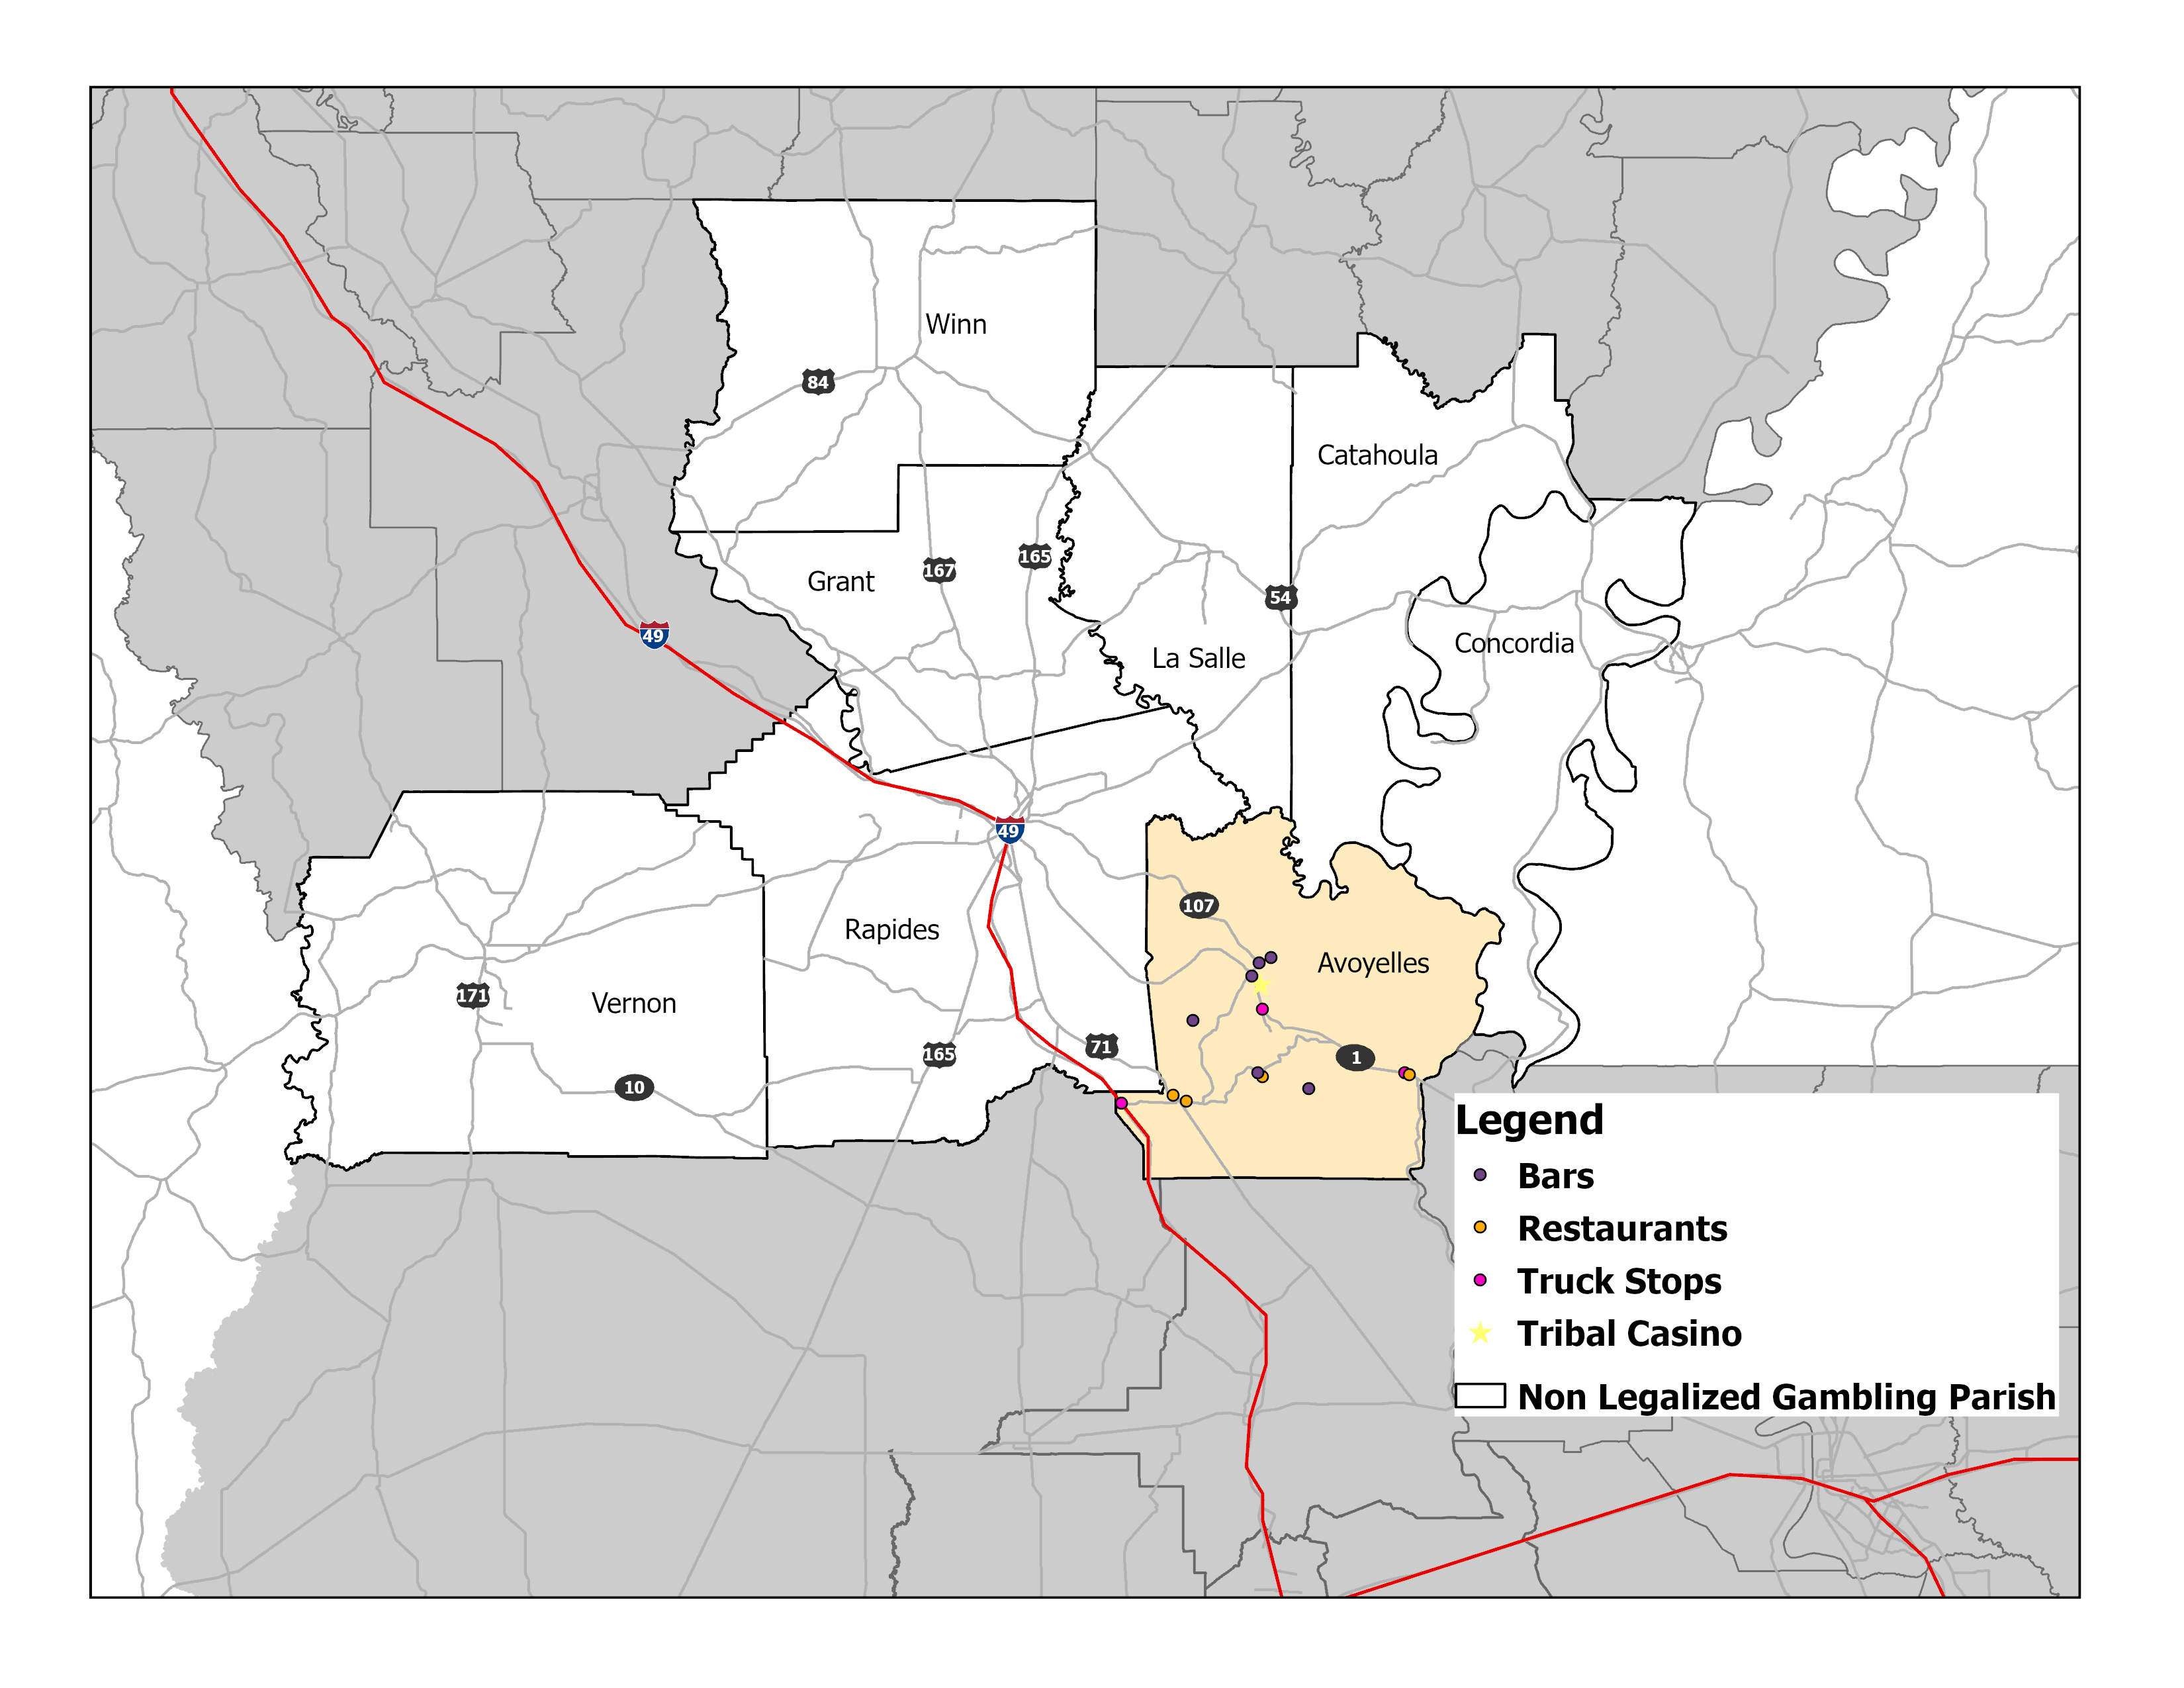 Winn
84
Catahoula
Grant
167
165
54
49
La Salle
Concordia
49
107
Rapides
Avoyelles
171
Vernon
165
71
1
10
Legend
Bars
Restaurants
Truck Stops
Tribal Casino
Non Legalized Gambling Parish